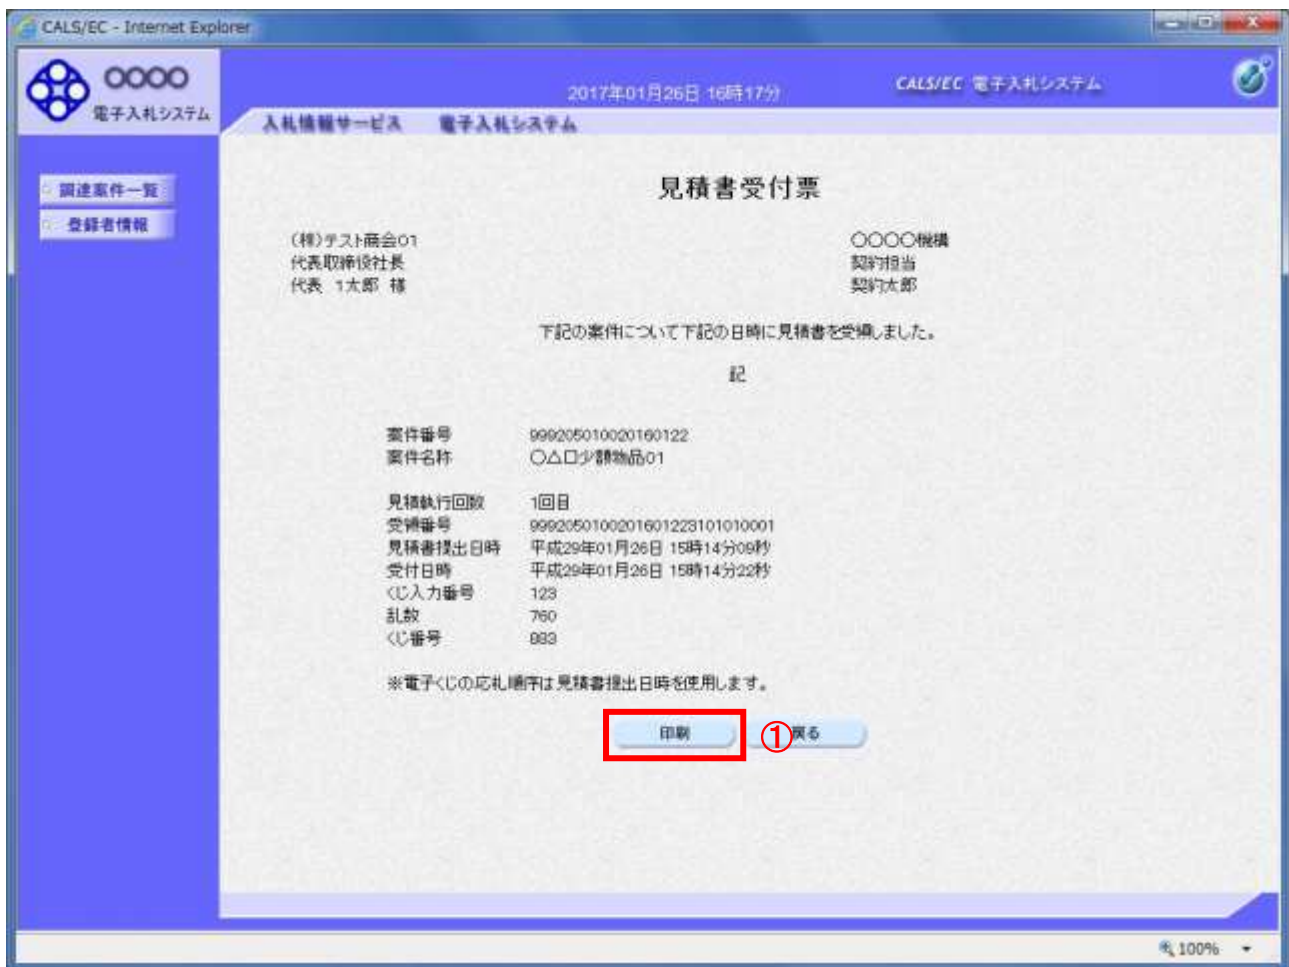 CALS/EC - Internet Explorer
〇〇〇〇
電子入札システム
2017年01月26日 16時17分
CALS/EC 電子入札システム
入札情報サービス 電子入札システム
調達案件一覧
登録者情報
見積書受付票
(株)テスト商会01
代表取締役社長
代表 1太郎 様
〇〇〇〇機構
契約担当
契約太郎
下記の案件について下記の日時に見積書を受領しました。
記
案件番号 999205010020160122
案件名称 〇△口少額物品01
見積執行回数 1回目
受領番号 9992050100201601223101010001
見積書提出日時 平成29年01月26日 15時14分09秒
受付日時 平成29年01月26日 15時14分22秒
くじ入力番号 123
乱数 760
くじ番号 883
※電子くじの応札順序は見積書提出日時を使用します。
印刷
①
戻る
100%